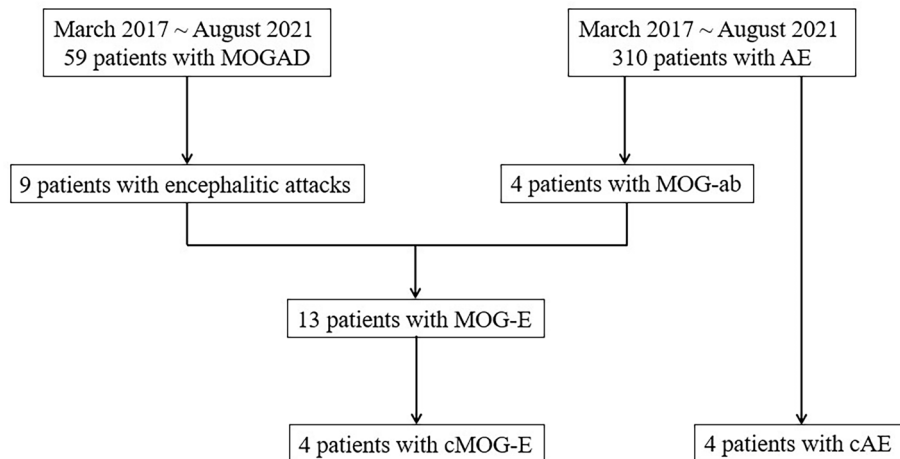 March 2017 ~ August 2021
59 patients with MOGAD
March 2017 ~ August 2021
310 patients with AE
9 patients with encephalitic attacks
4 patients with MOG-ab
13 patients with MOG-E
4 patients with cMOG-E
4 patients with cAE